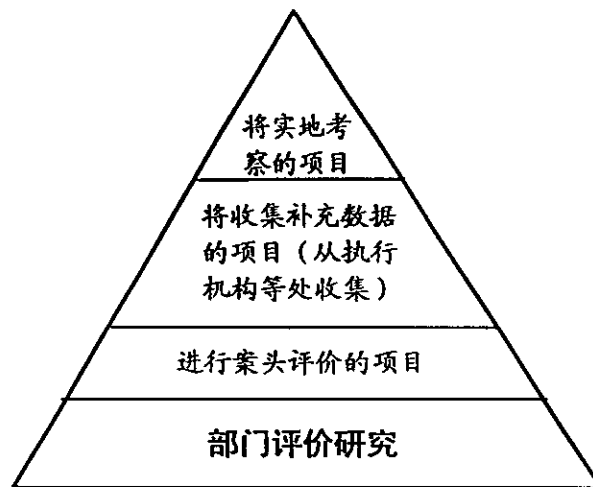 将实地考
察的项目
将收集补充数据
的项目（从执行
机构等处收集）
进行案头评价的项目
部门评价研究